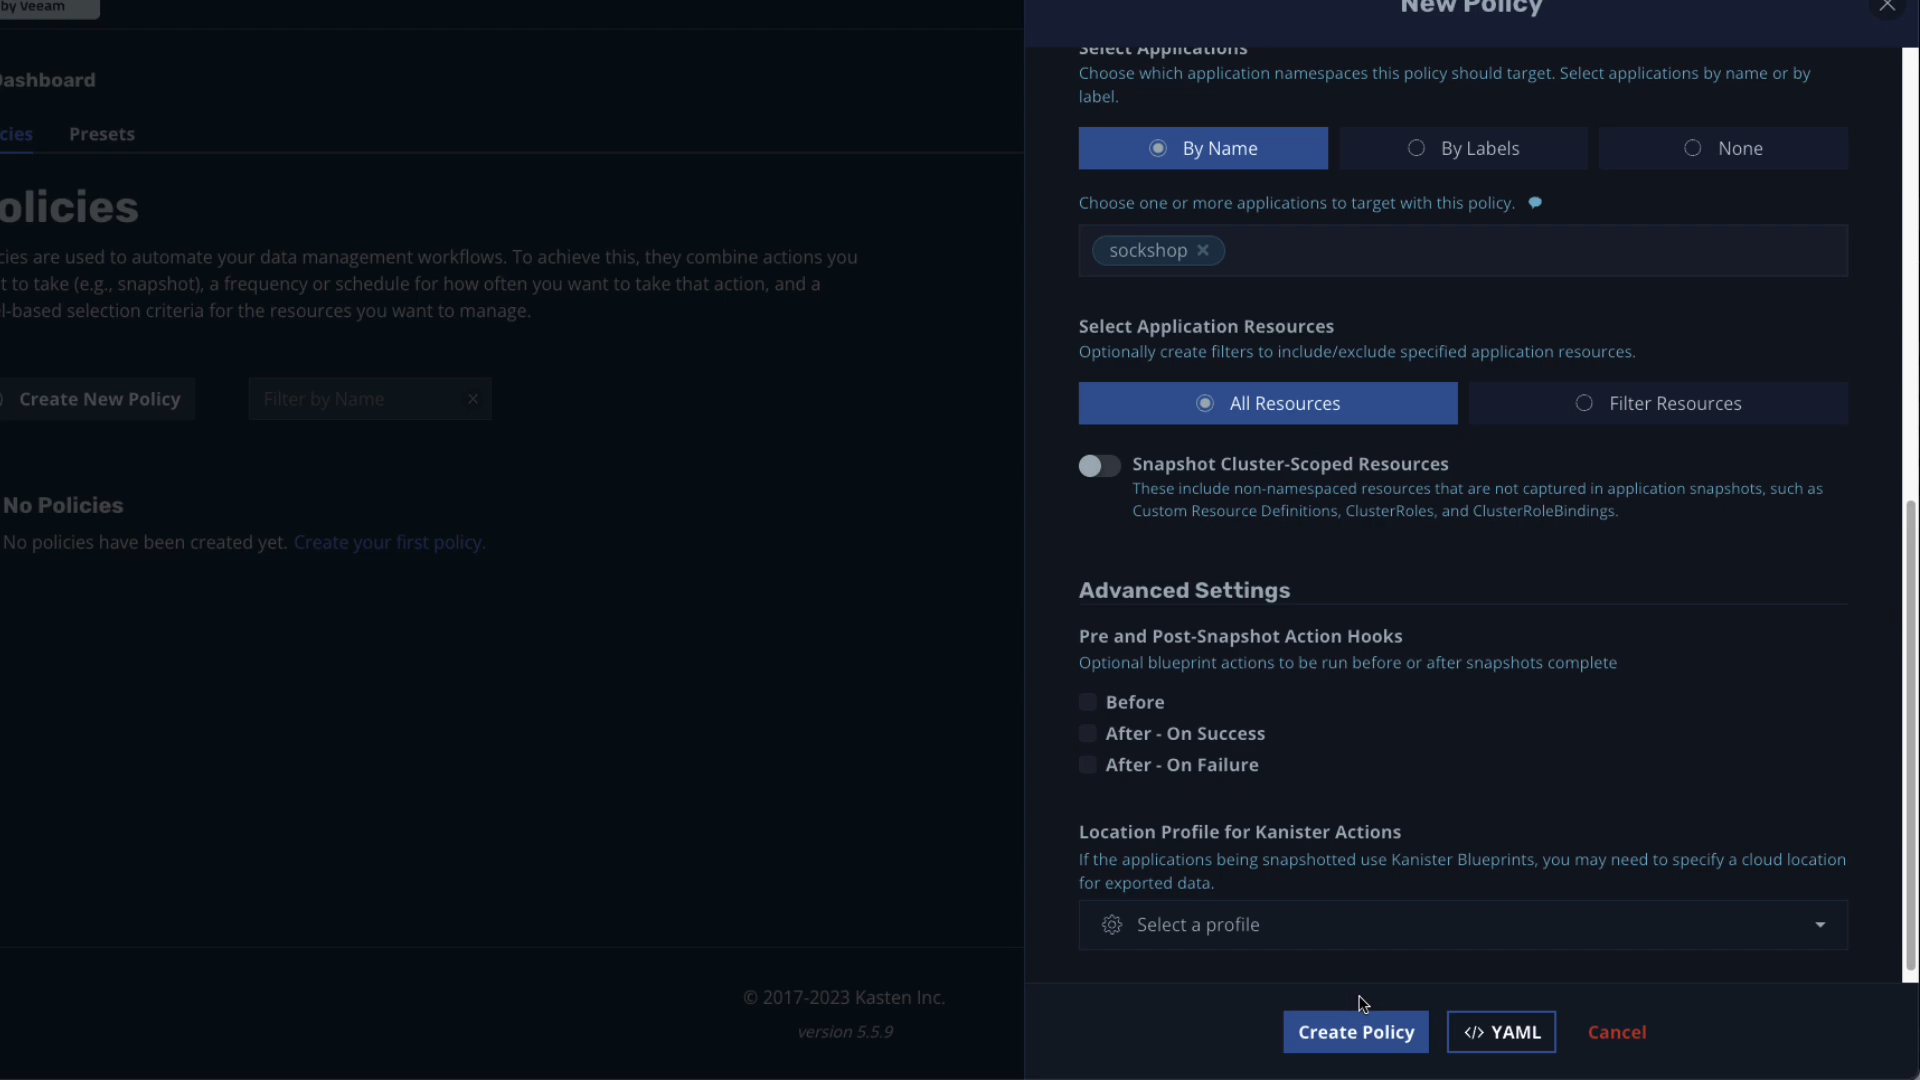 by Veeam
Dashboard
cies
Presets
olicies
cies are used to automate your data management workflows. To achieve this, they combine actions you
t to take (e.g., snapshot), a frequency or schedule for how often you want to take that action, and a
l-based selection criteria for the resources you want to manage.
Create New Policy
Filter by Name
No Policies
No policies have been created yet. Create your first policy.
© 2017-2023 Kasten Inc.
version 5.5.9
New Policy
Select Applications
Choose which application namespaces this policy should target. Select applications by name or by
label.
By Name
By Labels
None
Choose one or more applications to target with this policy.
sockshop
Select Application Resources
Optionally create filters to include/exclude specified application resources.
All Resources
Filter Resources
Snapshot Cluster-Scoped Resources
These include non-namespaced resources that are not captured in application snapshots, such as
Custom Resource Definitions, ClusterRoles, and ClusterRoleBindings.
Advanced Settings
Pre and Post-Snapshot Action Hooks
Optional blueprint actions to be run before or after snapshots complete
Before
After - On Success
After - On Failure
Location Profile for Kanister Actions
If the applications being snapshotted use Kanister Blueprints, you may need to specify a cloud location
for exported data.
Select a profile
Create Policy
</> YAML
Cancel